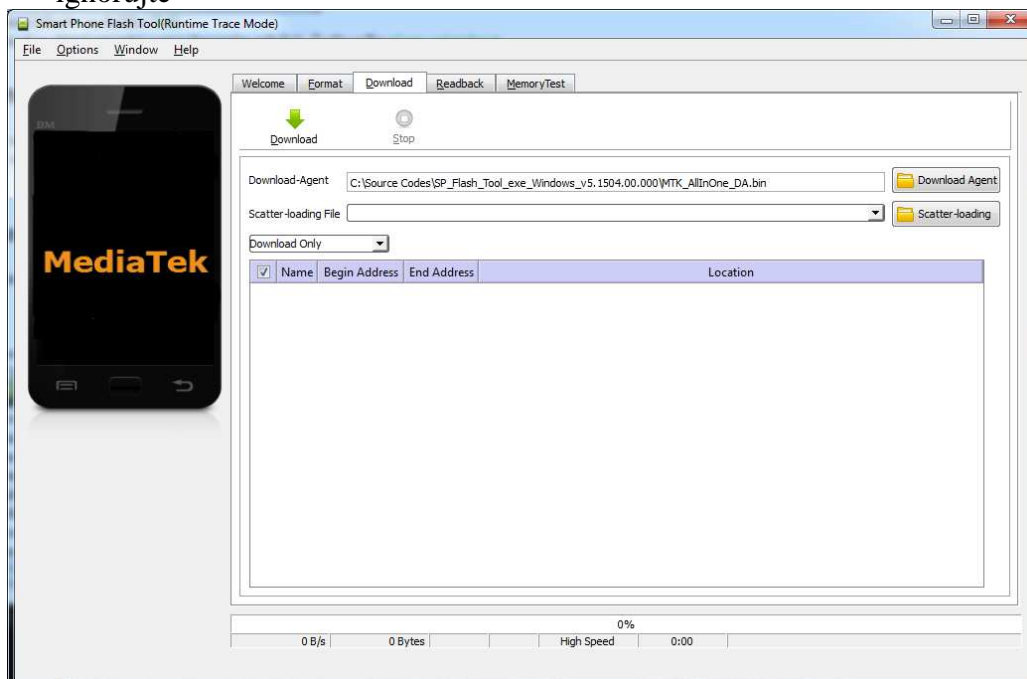 ignorujte
Smart Phone Flash Tool(Runtime Trace Mode)
File Options Window Help
Welcome Format Download Readback MemoryTest
BM
Download Stop
Download-Agent C:\Source Codes\SP_Flash_Tool_exe_Windows_v5.1504.00.000\MTK_AllInOne_DA.bin Download Agent
Scatter-loading File Scatter-loading
Download Only
MediaTek
Name Begin Address End Address Location
0%
0 B/s 0 Bytes High Speed 0:00